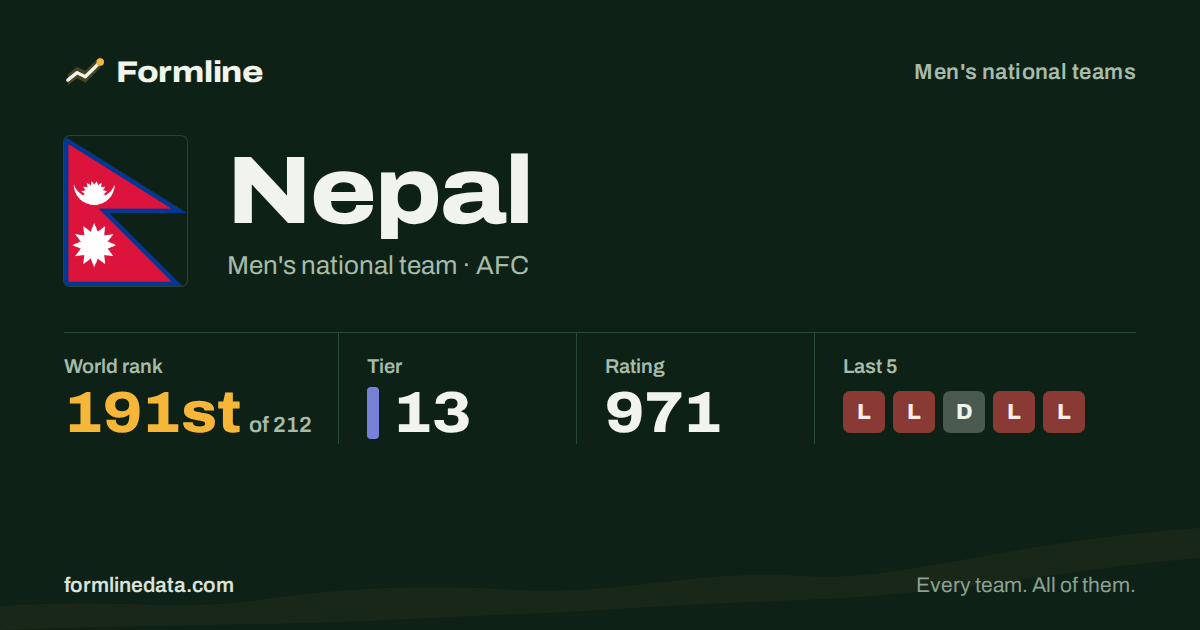 Formline
Men's national teams
Nepal
Men's national team · AFC
World rank
191st of 212
Tier
13
Rating
971
Last 5
L L D L L
formlinedata.com
Every team. All of them.